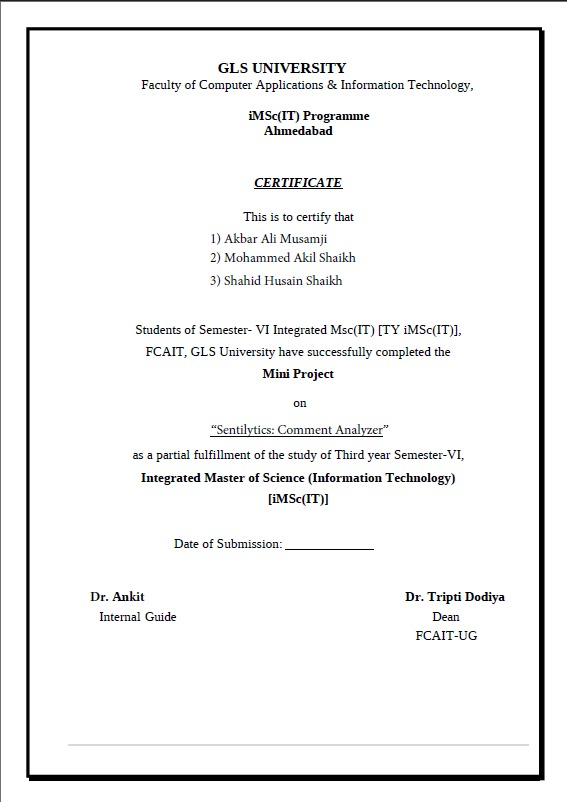 GLS UNIVERSITY
Faculty of Computer Applications & Information Technology,
iMSc(IT) Programme
Ahmedabad
CERTIFICATE
This is to certify that
1) Akbar Ali Musamji
2) Mohammed Akil Shaikh
3) Shahid Husain Shaikh
Students of Semester- VI Integrated Msc(IT) [TY iMSc(IT)],
FCAIT, GLS University have successfully completed the
Mini Project
on
“Sentilytics: Comment Analyzer”
as a partial fulfillment of the study of Third year Semester-VI,
Integrated Master of Science (Information Technology)
[iMSc(IT)]
Date of Submission: ______________
Dr. Ankit
Internal Guide
Dr. Tripti Dodiya
Dean
FCAIT-UG